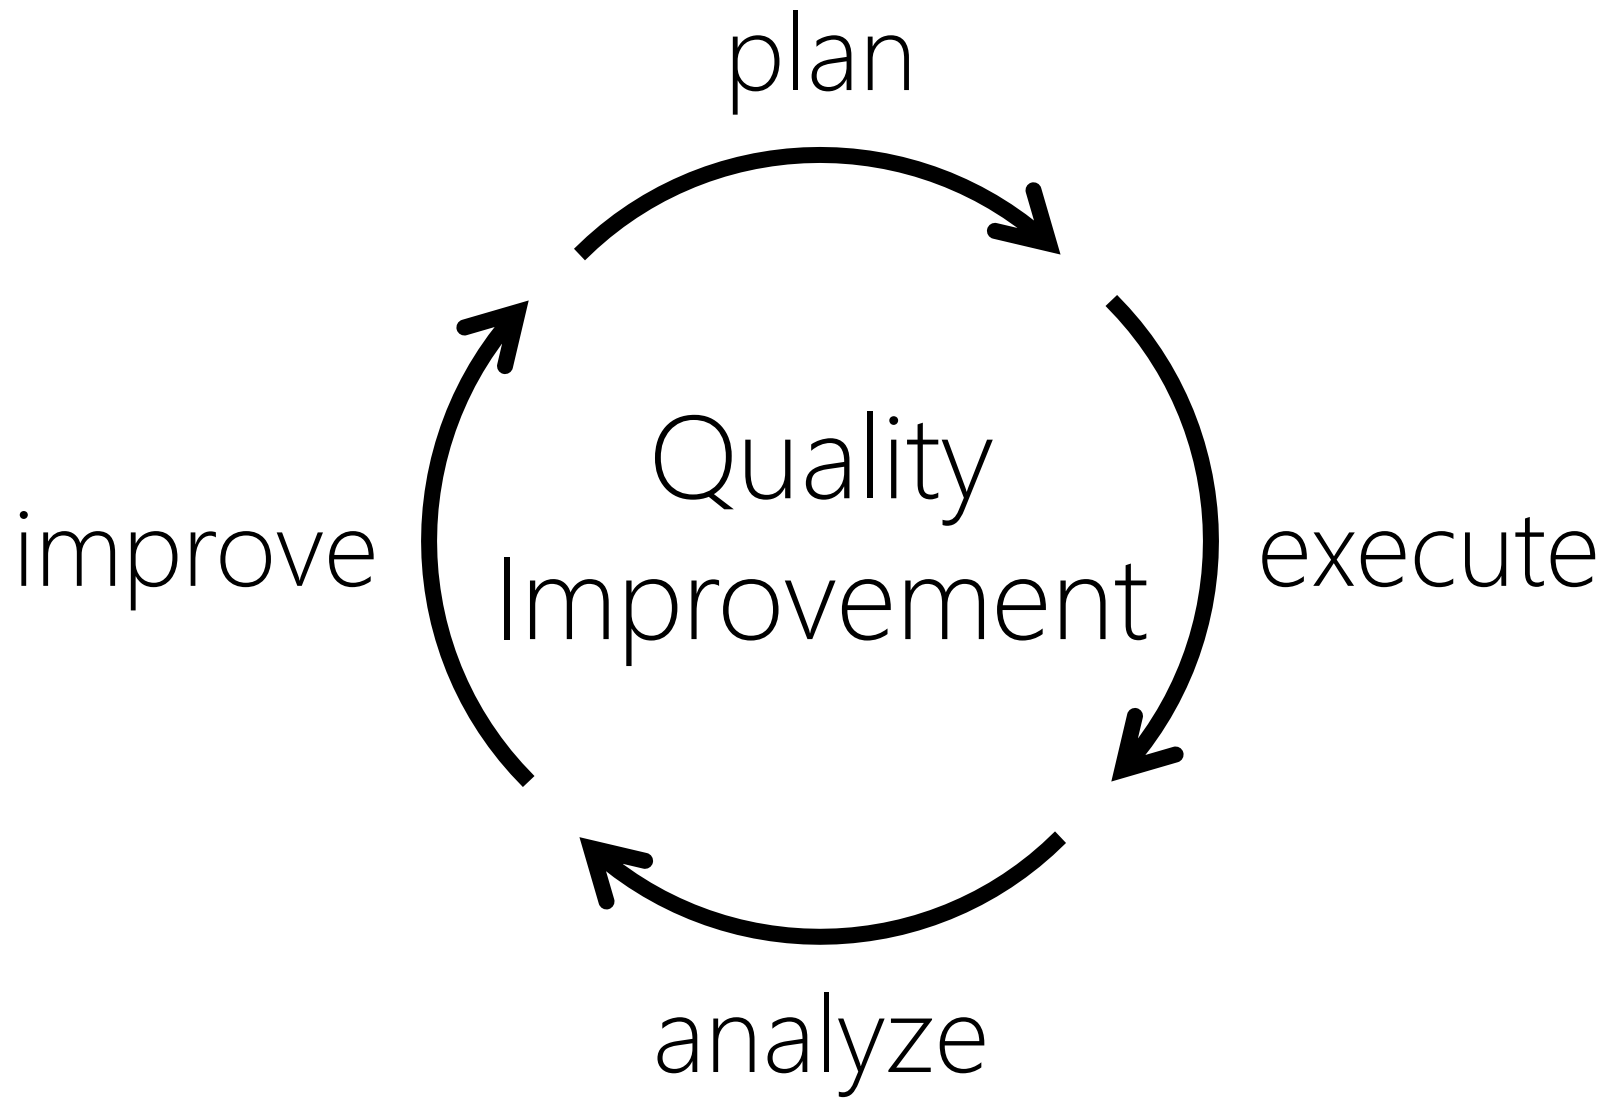 plan
Quality
Improvement
improve
execute
analyze